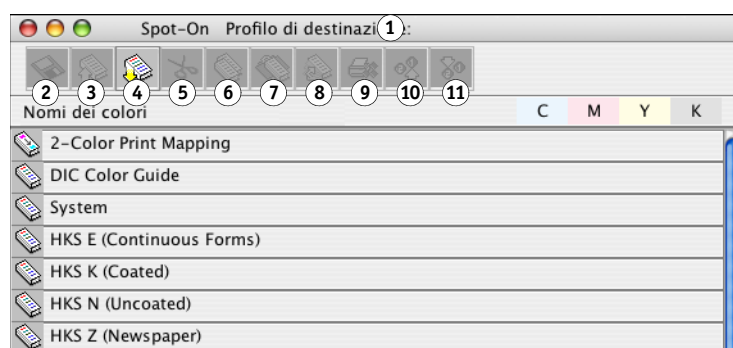 Spot-On Profilo di destinazi 1 e:
2 3 4 5 6 7 8 9 10 11
Nomi dei colori C M Y K
2-Color Print Mapping
DIC Color Guide
System
HKS E (Continuous Forms)
HKS K (Coated)
HKS N (Uncoated)
HKS Z (Newspaper)